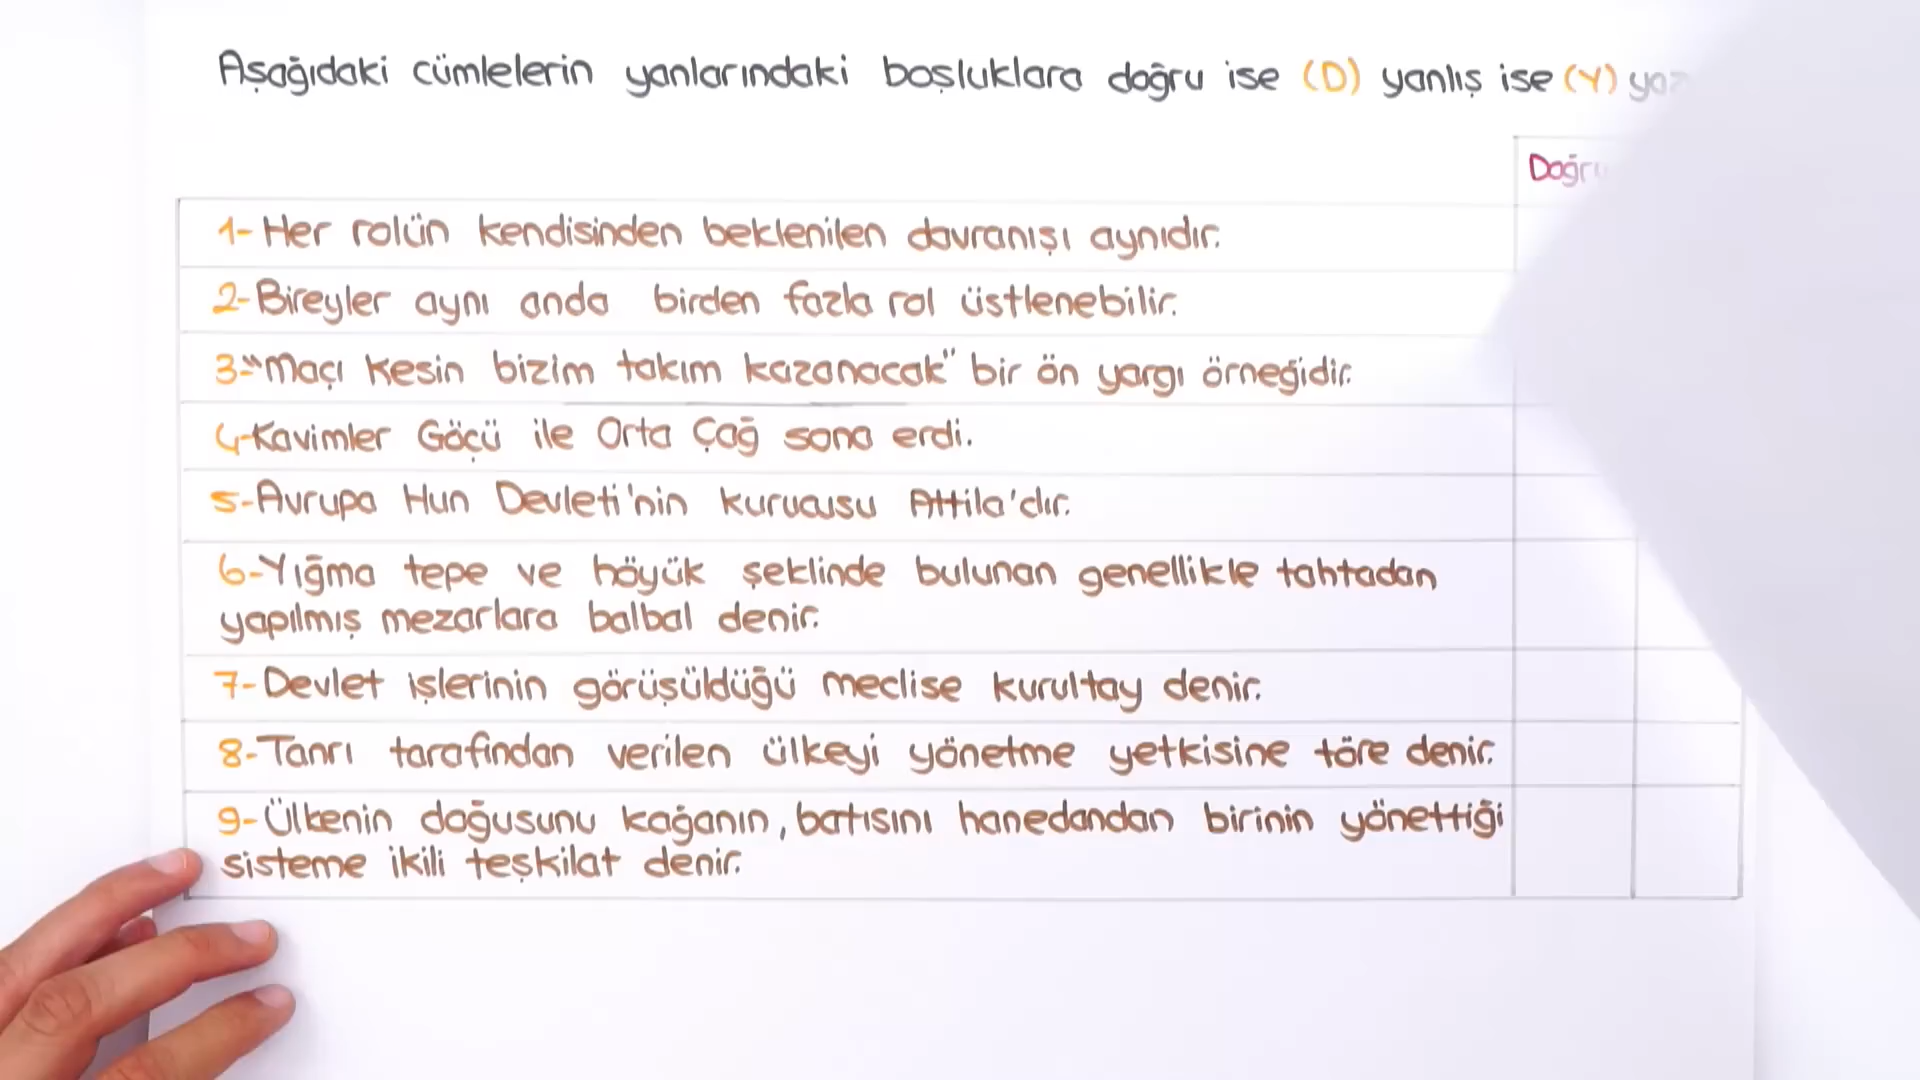 Aşağıdaki cümlelerin yanlarındaki boşluklara doğru ise (D) yanlış ise (Y)
1- Her rolün kendisinden beklenilen davranışı aynıdır.
2- Bireyler aynı anda birden fazla rol üstlenebilir.
3- "Maçı kesin bizim takım kazanacak" bir ön yargı örneğidir.
4- Kavimler Göçü ile Orta Çağ sona erdi.
5- Avrupa Hun Devleti'nin kurucusu Attila'dır.
6- Yığma tepe ve höyük şeklinde bulunan genellikle tahtadan
yapılmış mezarlara balbal denir.
7- Devlet işlerinin görüşüldüğü meclise kurultay denir.
8- Tanrı tarafından verilen ülkeyi yönetme yetkisine töre denir.
9- Ülkenin doğusunu kağanın, batısını hanedandan birinin yönettiği
sisteme ikili teşkilat denir.